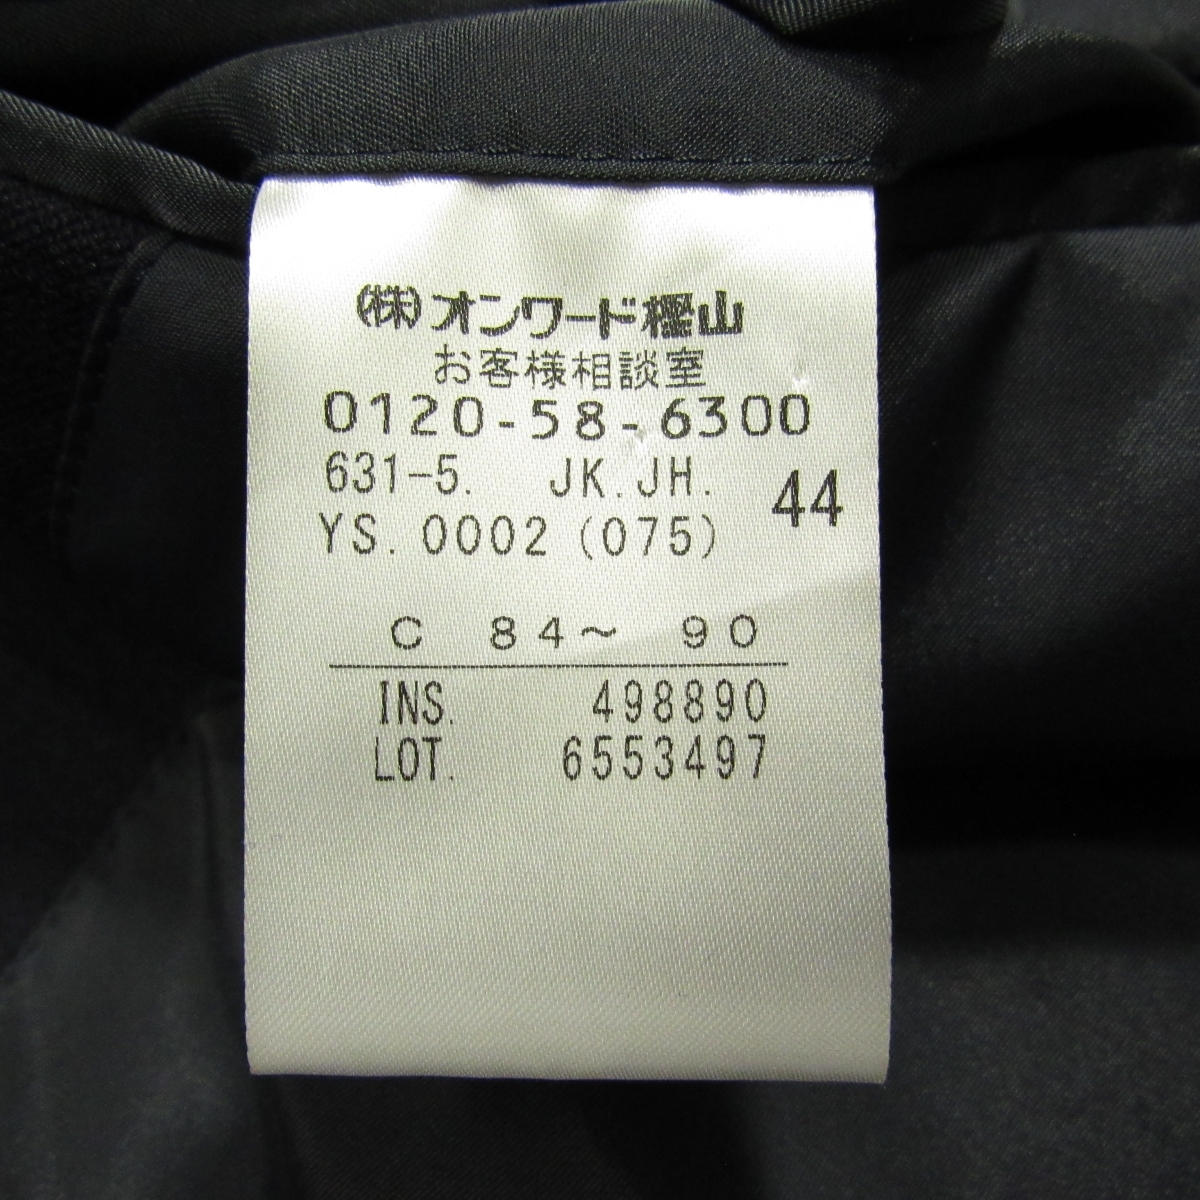 (株)オンワード樫山
お客様相談室
0120-58-6300
631-5. JK.JH. 44
YS.0002(075)
C 84~ 90
INS. 498890
LOT. 6553497